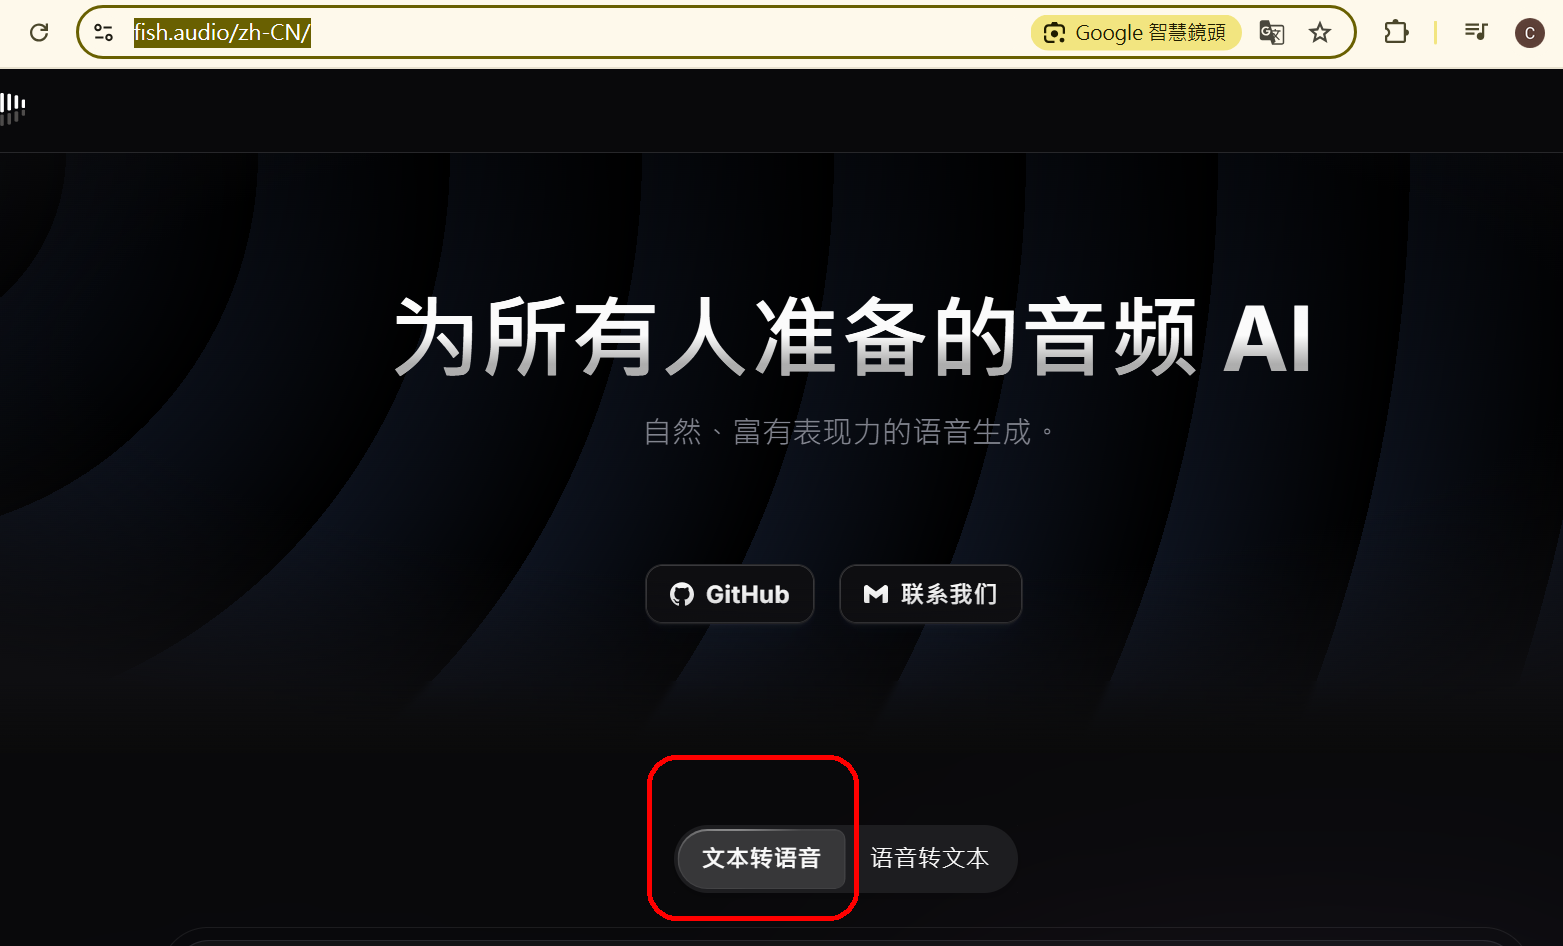 fish.audio/zh-CN/
Google 智慧鏡頭
C
为所有人准备的音频 AI
自然、富有表现力的语音生成。
GitHub
联系我们
文本转语音
语音转文本